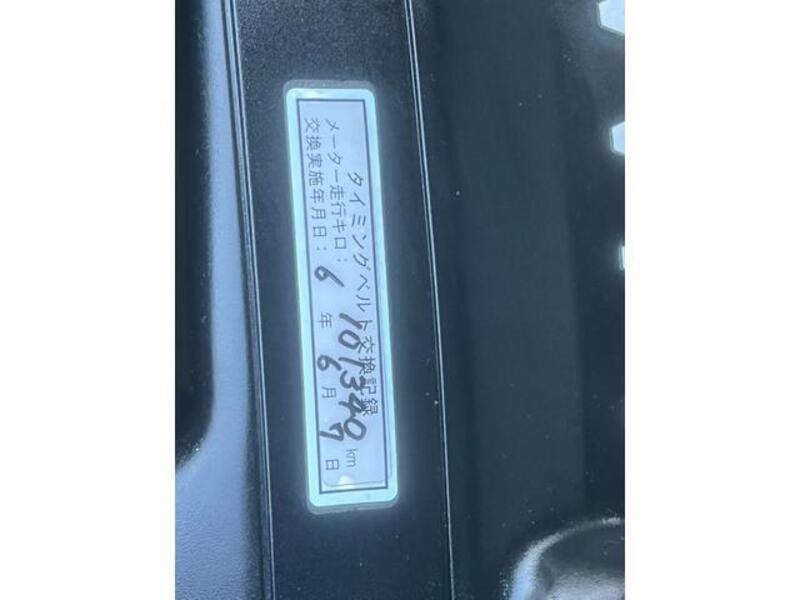 タイミングベルト交換記録
メーター走行キロ： 101,340 km
交換実施年月日： 6 年 6 月 7 日